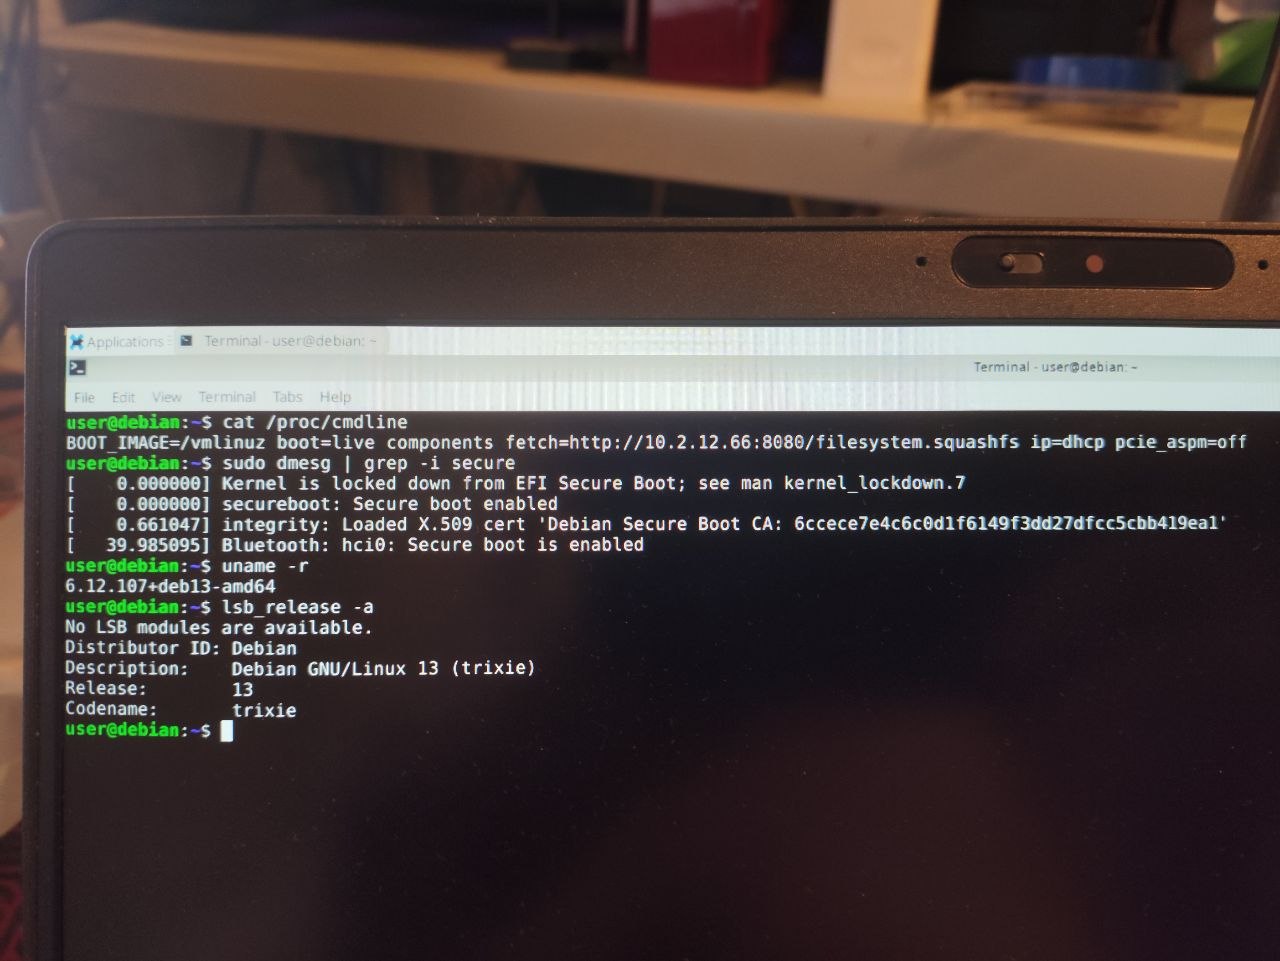 Applications
Terminal - user@debian: ~
Terminal - user@debian: ~
File Edit View Terminal Tabs Help
user@debian:~$ cat /proc/cmdline
BOOT_IMAGE=/vmlinuz boot=live components fetch=http://10.2.12.66:8080/filesystem.squashfs ip=dhcp pcie_aspm=off
user@debian:~$ sudo dmesg | grep -i secure
[    0.000000] Kernel is locked down from EFI Secure Boot; see man kernel_lockdown.7
[    0.000000] secureboot: Secure boot enabled
[    0.661047] integrity: Loaded X.509 cert 'Debian Secure Boot CA: 6ccece7e4c6c0d1f6149f3dd27dfcc5cbb419ea1'
[   39.985095] Bluetooth: hci0: Secure boot is enabled
user@debian:~$ uname -r
6.12.107+deb13-amd64
user@debian:~$ lsb_release -a
No LSB modules are available.
Distributor ID: Debian
Description:    Debian GNU/Linux 13 (trixie)
Release:        13
Codename:       trixie
user@debian:~$